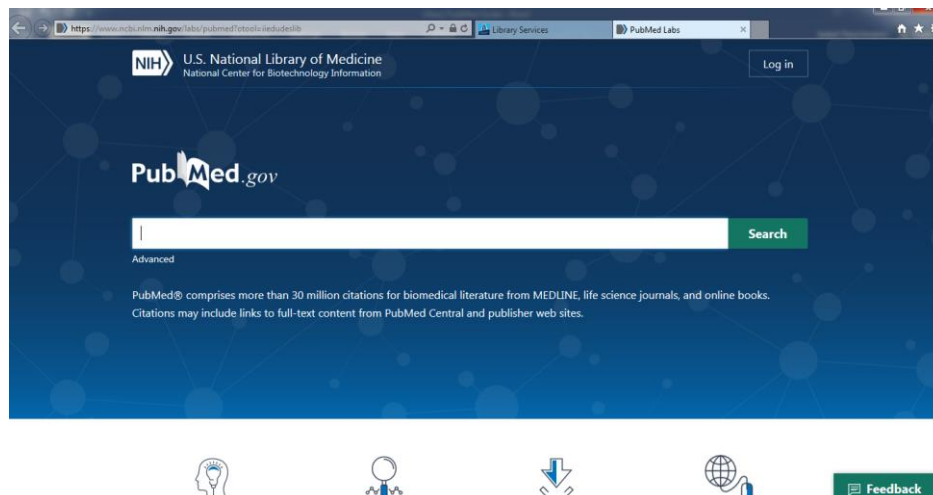 https://www.ncbi.nlm.nih.gov/labs/pubmed?otool=iiedudeslib
Library Services
PubMed Labs
NIH
U.S. National Library of Medicine
National Center for Biotechnology Information
Log in
PubMed.gov
Search
Advanced
PubMed® comprises more than 30 million citations for biomedical literature from MEDLINE, life science journals, and online books.
Citations may include links to full-text content from PubMed Central and publisher web sites.
Feedback